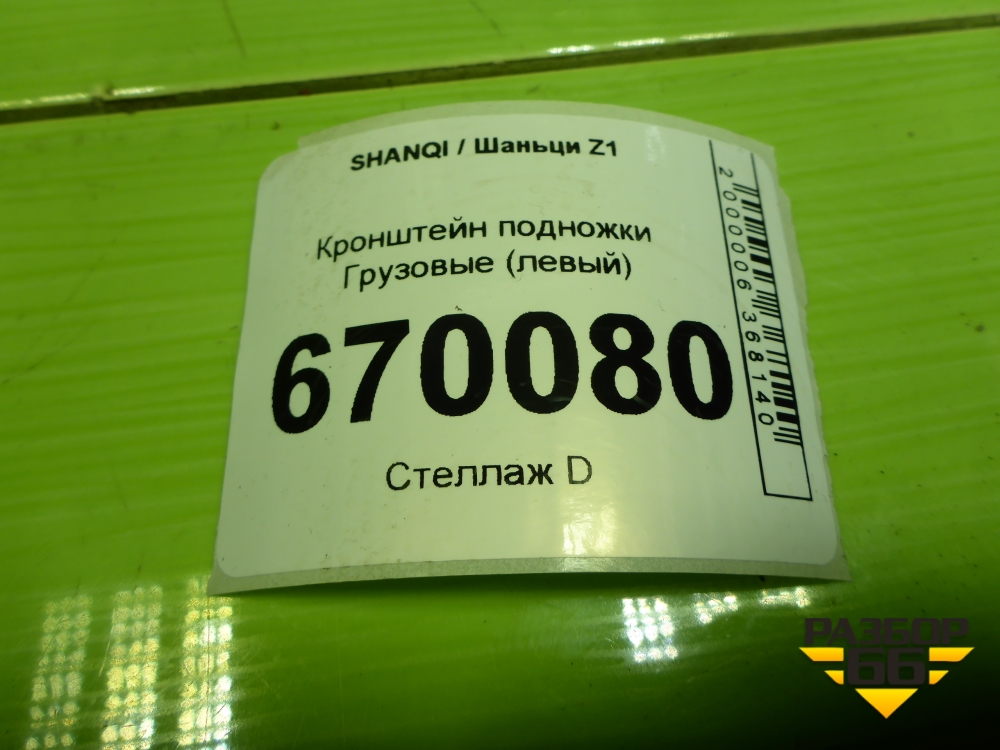 SHANQI / Шаньци Z1
Кронштейн подножки
Грузовые (левый)
670080
Стеллаж D
2000006368140
РАЗБОР
66